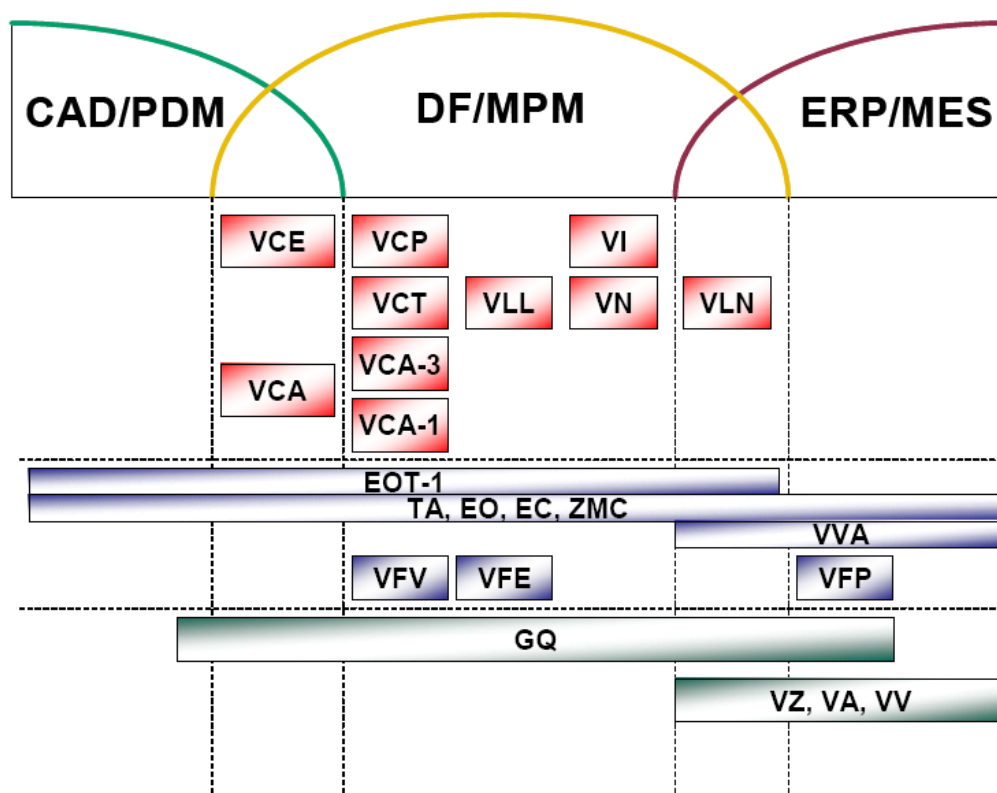 CAD/PDM
DF/MPM
ERP/MES
VCE
VCP
VI
VCT
VLL
VN
VLN
VCA-3
VCA
VCA-1
EOT-1
TA, EO, EC, ZMC
VVA
VFV
VFE
VFP
GQ
VZ, VA, VV